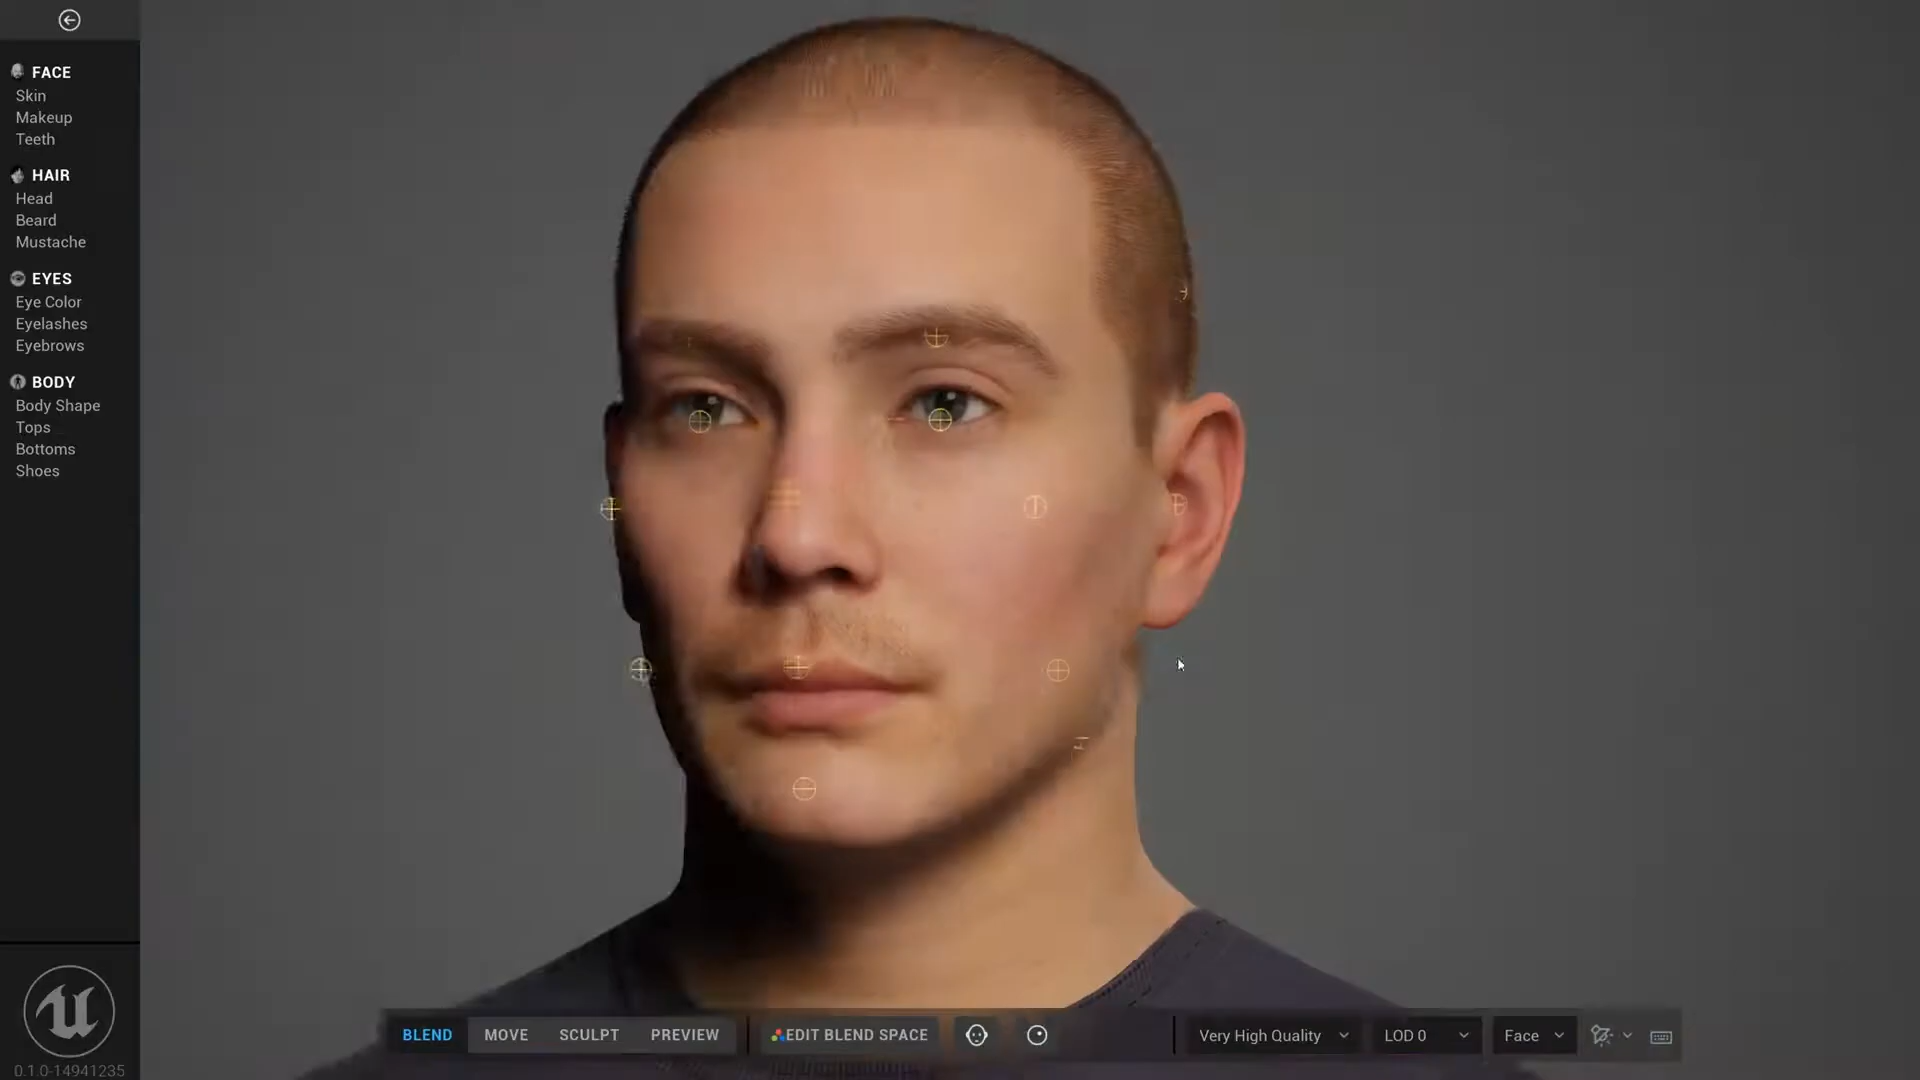 FACE
Skin
Makeup
Teeth
HAIR
Head
Beard
Mustache
EYES
Eye Color
Eyelashes
Eyebrows
BODY
Body Shape
Tops
Bottoms
Shoes
0.1.0-14941235
BLEND MOVE SCULPT PREVIEW EDIT BLEND SPACE Very High Quality LOD 0 Face